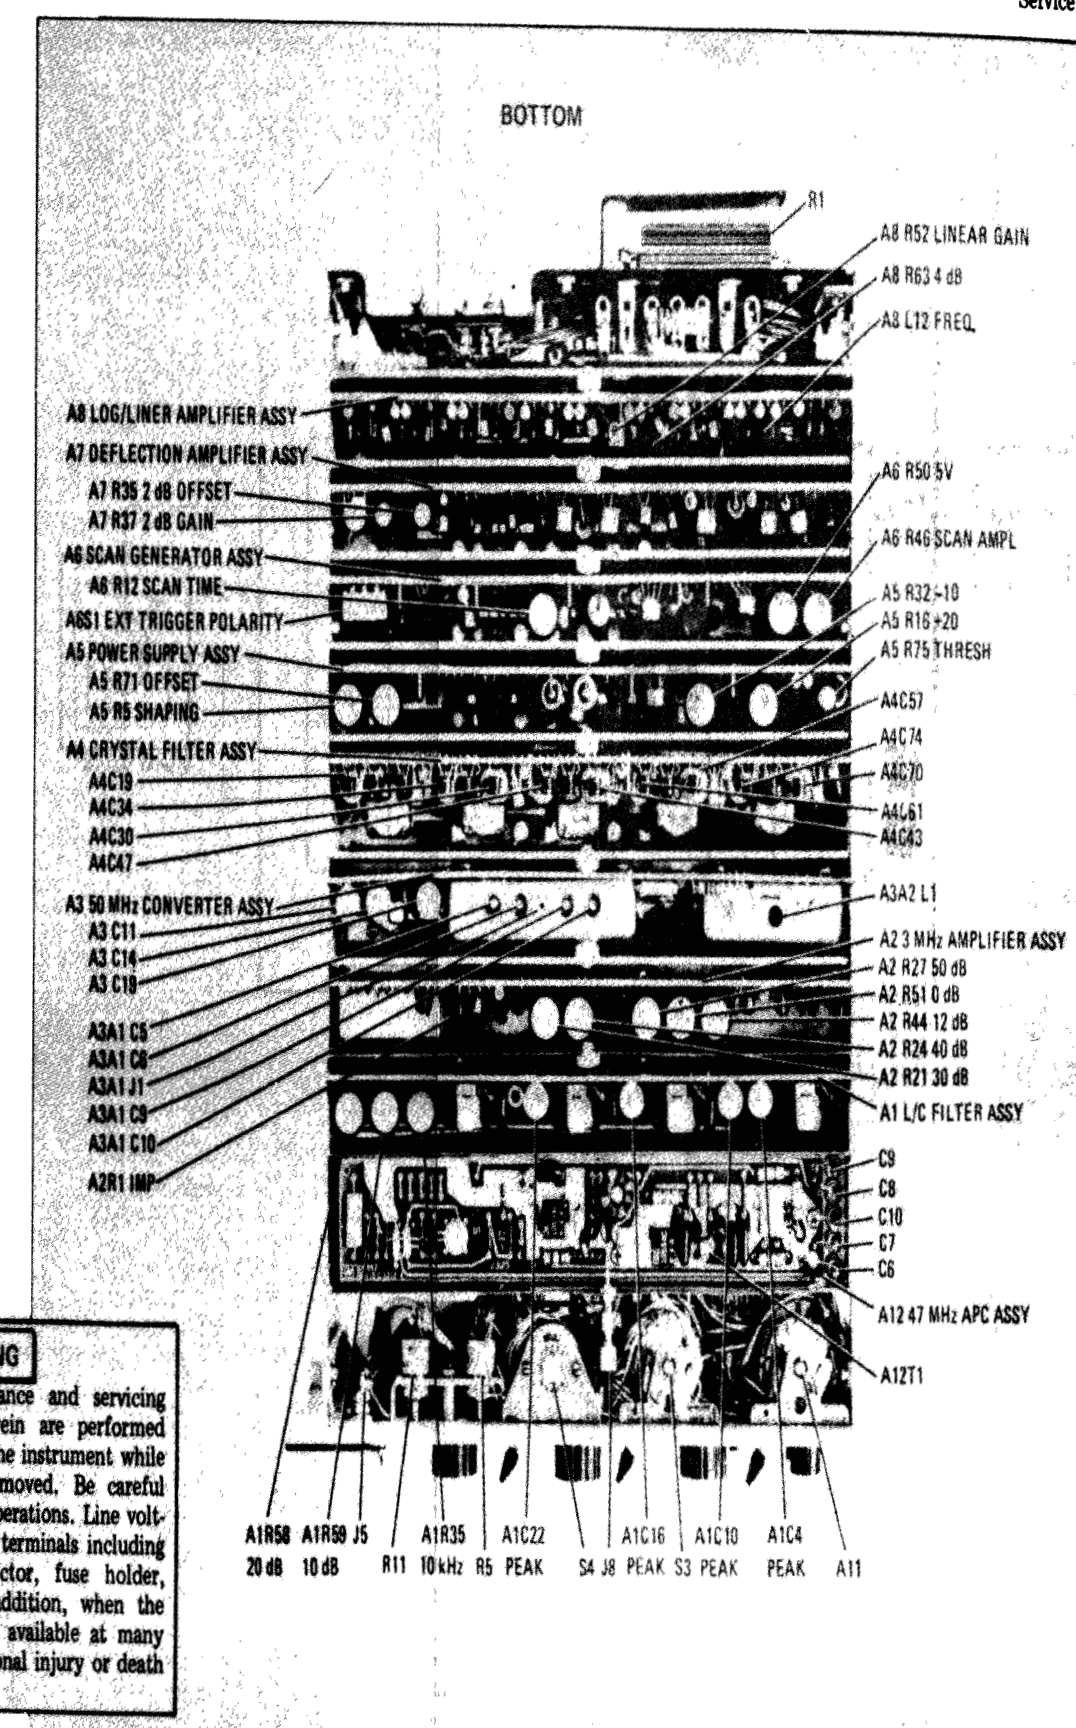 Service
BOTTOM
R1
A8 R52 LINEAR GAIN
A8 R63 4 dB
A8 L12 FREQ.
A8 LOG/LINER AMPLIFIER ASSY
A7 DEFLECTION AMPLIFIER ASSY
A7 R35 2 dB OFFSET
A7 R37 2 dB GAIN
A6 SCAN GENERATOR ASSY
A6 R12 SCAN TIME
A6S1 EXT TRIGGER POLARITY
A5 POWER SUPPLY ASSY
A5 R71 OFFSET
A5 R5 SHAPING
A4 CRYSTAL FILTER ASSY
A4C19
A4C34
A4C30
A4C47
A3 50 MHz CONVERTER ASSY
A3 C11
A3 C14
A3 C19
A3A1 C5
A3A1 C6
A3A1 J1
A3A1 C9
A3A1 C10
A2R1 IMP
A6 R50 5V
A6 R46 SCAN AMPL
A5 R32 -10
A5 R16 +20
A5 R75 THRESH
A4C57
A4C74
A4C70
A4C61
A4C43
A3A2 L1
A2 3 MHz AMPLIFIER ASSY
A2 R27 50 dB
A2 R51 0 dB
A2 R44 12 dB
A2 R24 40 dB
A2 R21 30 dB
A1 L/C FILTER ASSY
C9
C8
C10
C7
C6
A12 47 MHz APC ASSY
A12T1
A1R58 A1R59 J5 A1R35 A1C22 A1C16 A1C10 A1C4
20 dB 10 dB R11 10 kHz R5 PEAK S4 J8 PEAK S3 PEAK PEAK A11
NG
ance and servicing
rein are performed
he instrument while
moved. Be careful
perations. Line volt-
terminals including
ctor, fuse holder,
addition, when the
available at many
onal injury or death